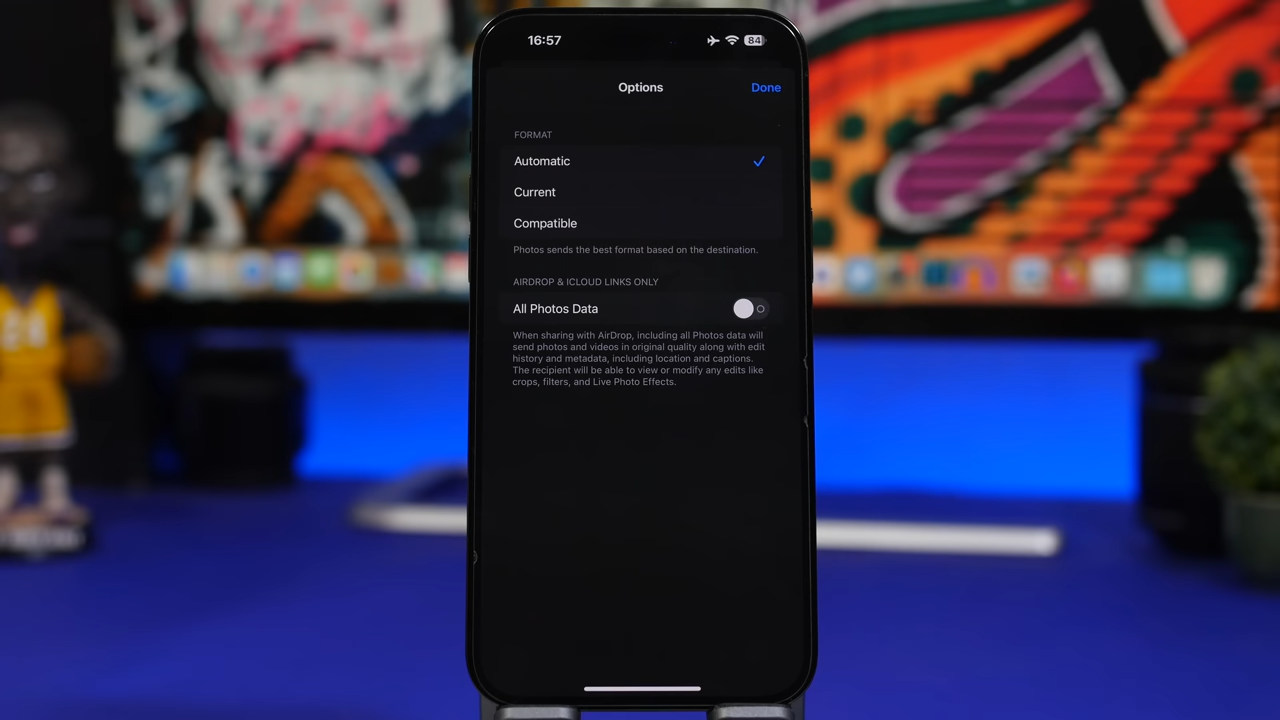 16:57
84
Options
Done
FORMAT
Automatic
Current
Compatible
Photos sends the best format based on the destination.
AIRDROP & ICLOUD LINKS ONLY
All Photos Data
When sharing with AirDrop, including all Photos data will
send photos and videos in original quality along with edit
history and metadata, including location and captions.
The recipient will be able to view or modify any edits like
crops, filters, and Live Photo Effects.
24